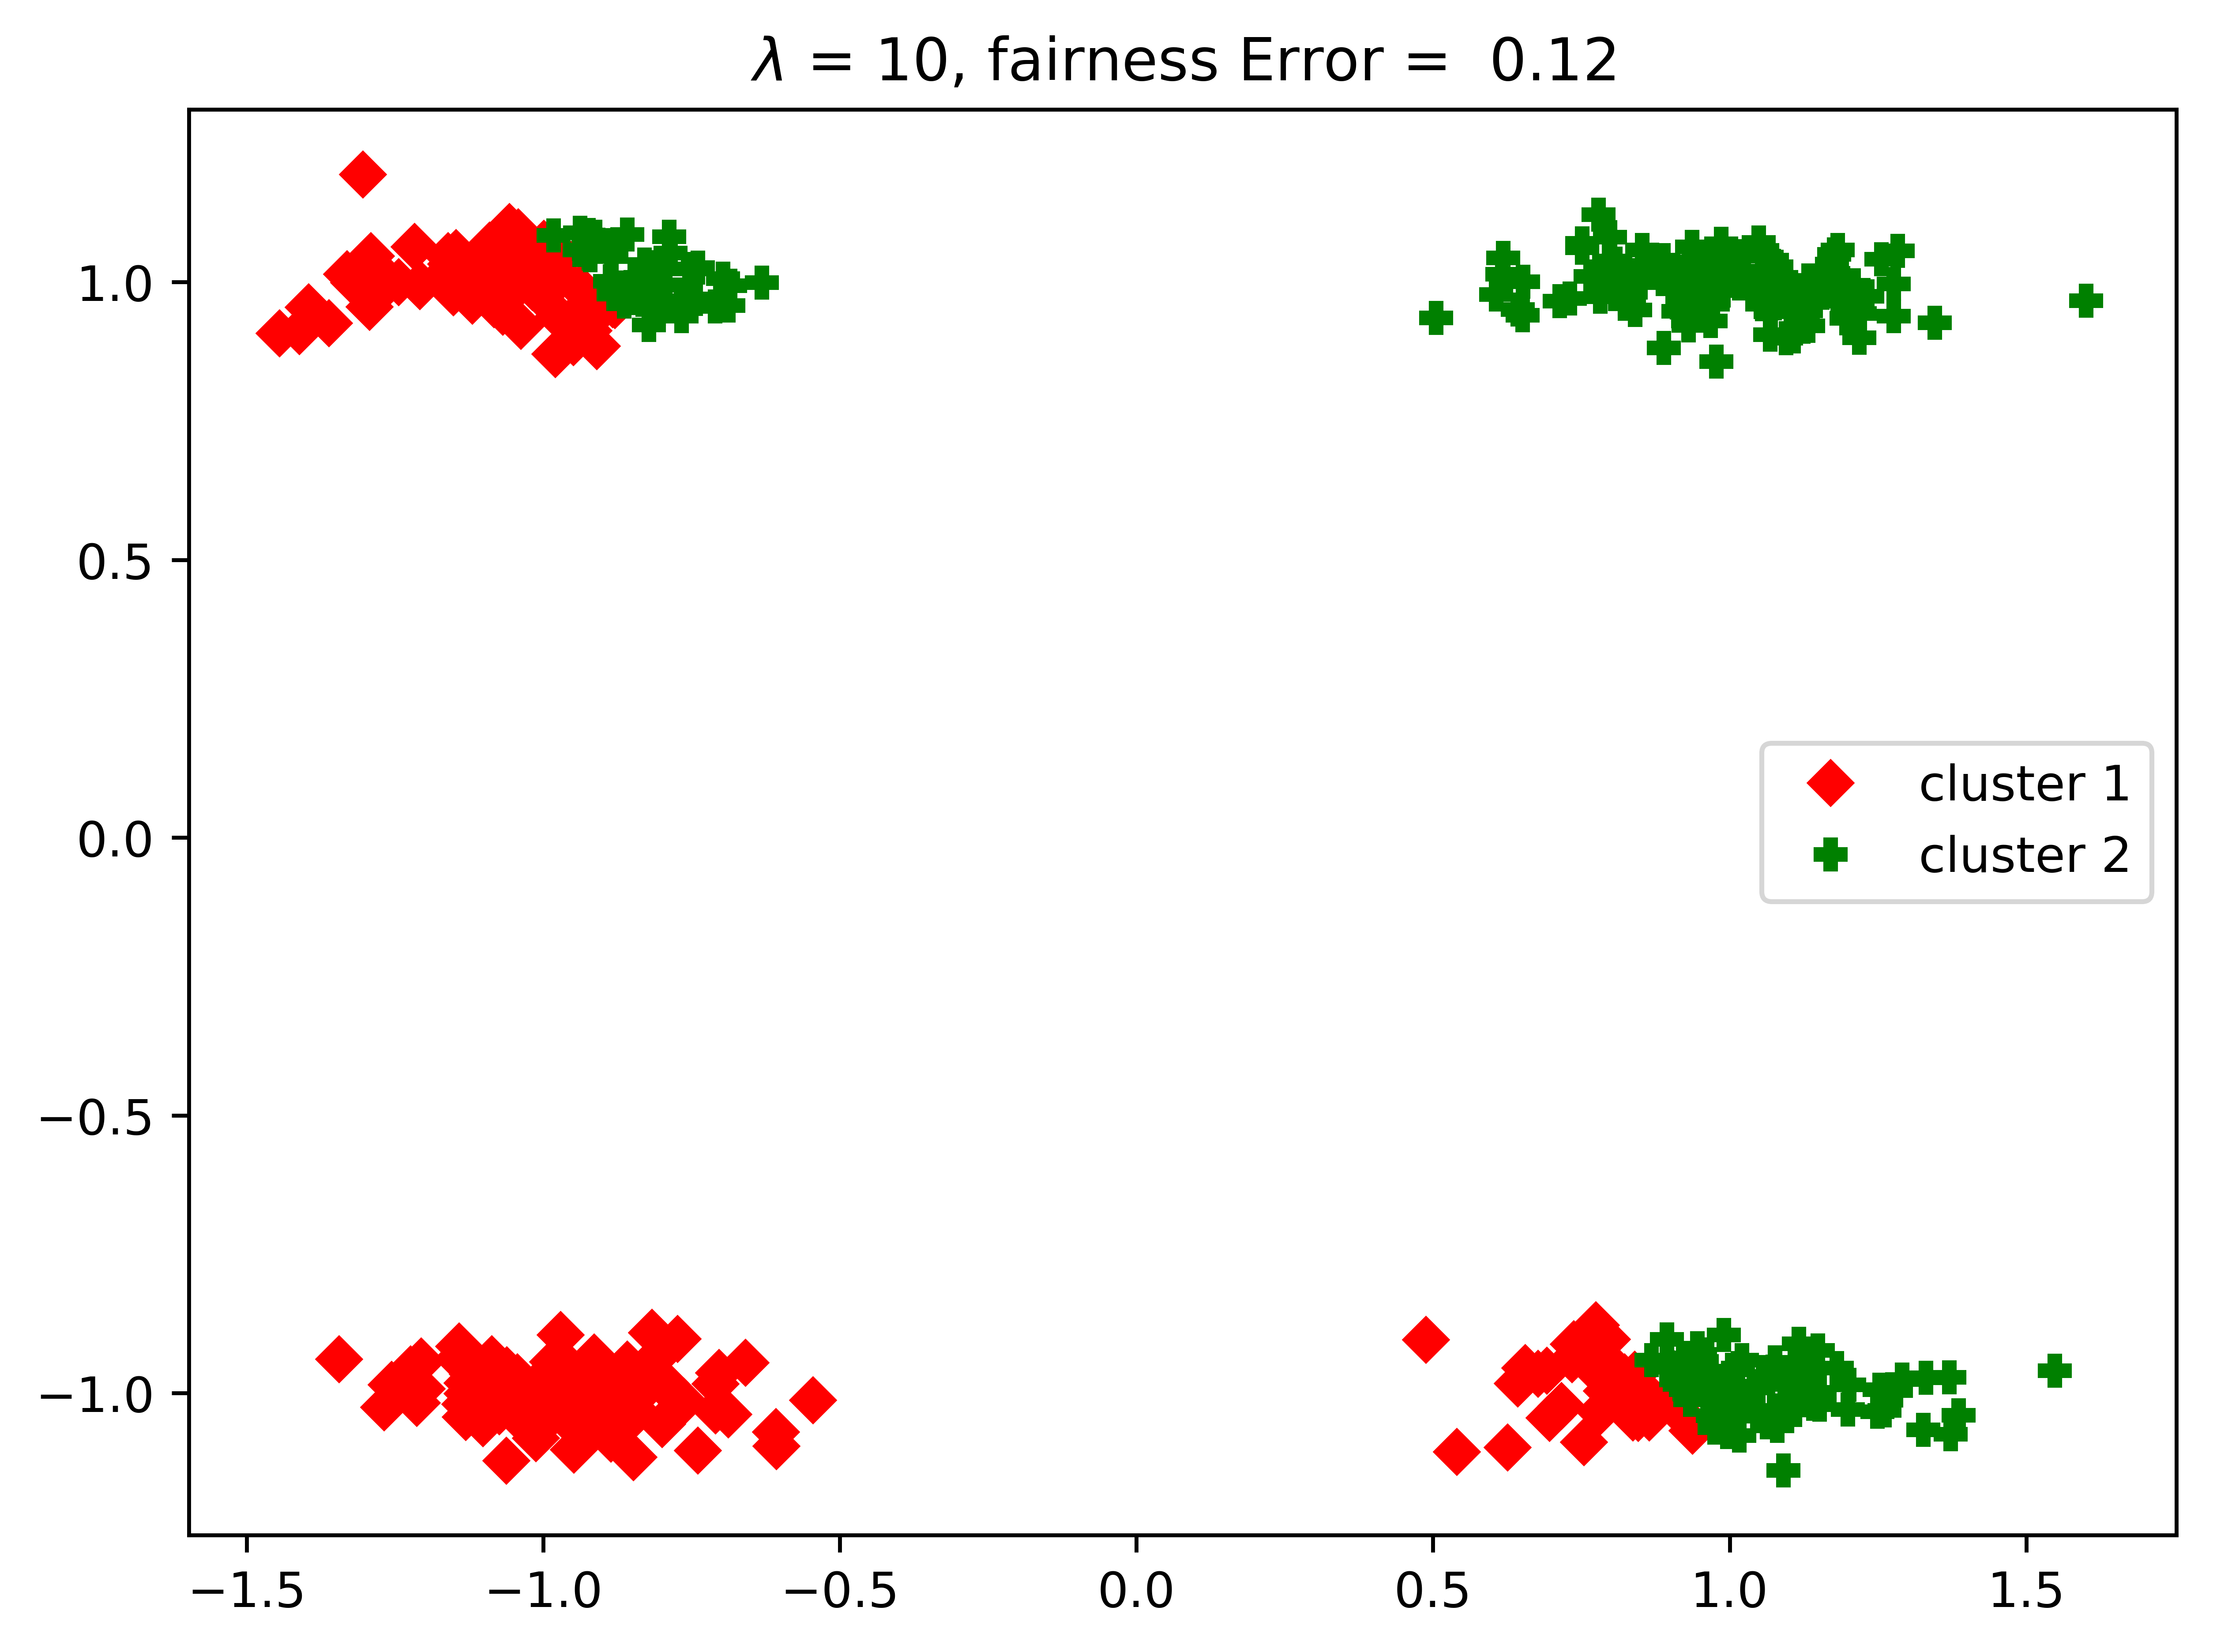 λ = 10, fairness Error = 0.12
1.0
0.5
0.0
−0.5
−1.0
cluster 1
cluster 2
−1.5 −1.0 −0.5 0.0 0.5 1.0 1.5